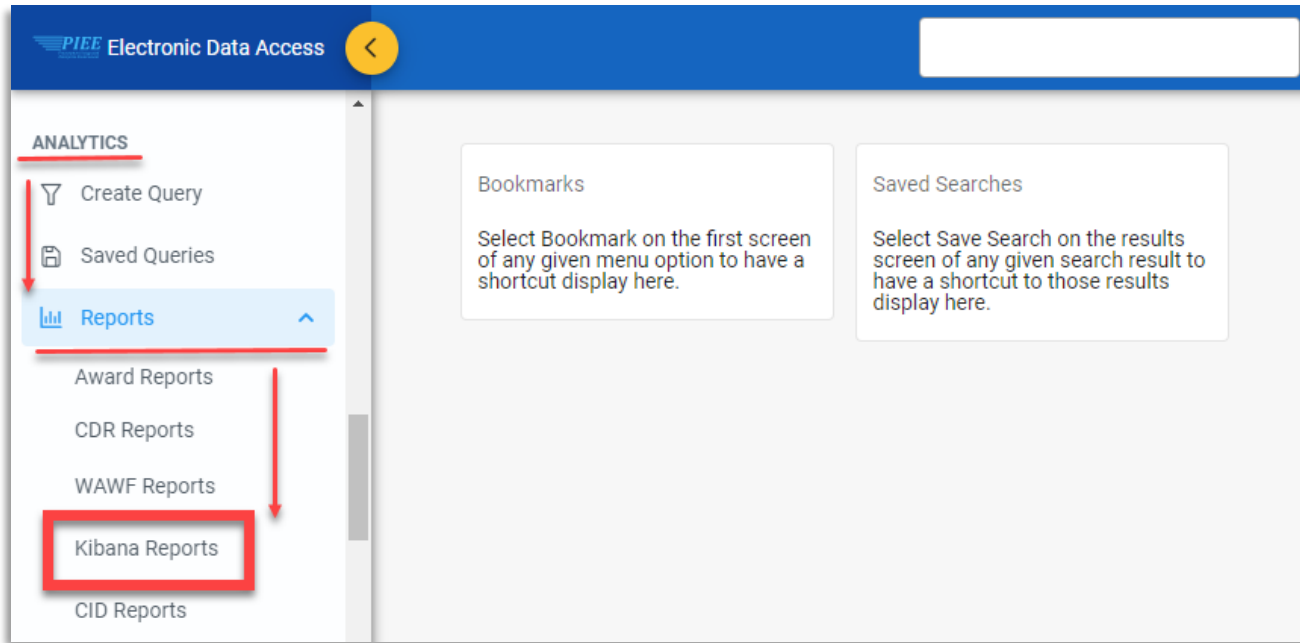 PIEE Electronic Data Access
ANALYTICS
Create Query
Saved Queries
Reports
Award Reports
CDR Reports
WAWF Reports
Kibana Reports
CID Reports
Bookmarks
Select Bookmark on the first screen
of any given menu option to have a
shortcut display here.
Saved Searches
Select Save Search on the results
screen of any given search result to
have a shortcut to those results
display here.